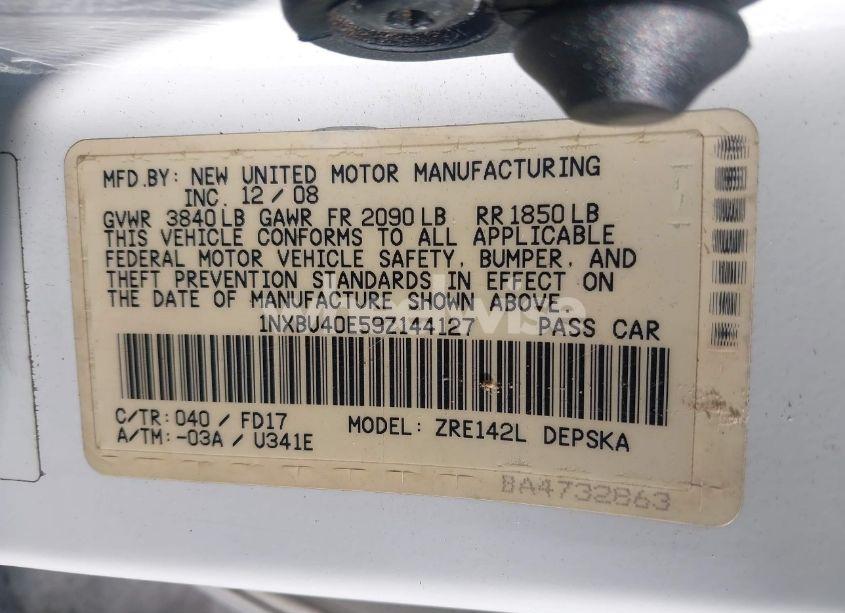 MFD.BY: NEW UNITED MOTOR MANUFACTURING
INC. 12 / 08
GVWR 3840 LB GAWR FR 2090 LB RR 1850 LB
THIS VEHICLE CONFORMS TO ALL APPLICABLE
FEDERAL MOTOR VEHICLE SAFETY, BUMPER, AND
THEFT PREVENTION STANDARDS IN EFFECT ON
THE DATE OF MANUFACTURE SHOWN ABOVE.
1NXBU40E59Z144127 PASS CAR
C/TR: 040 / FD17
A/TM: -03A / U341E
MODEL: ZRE142L DEPSKA
BA4732863